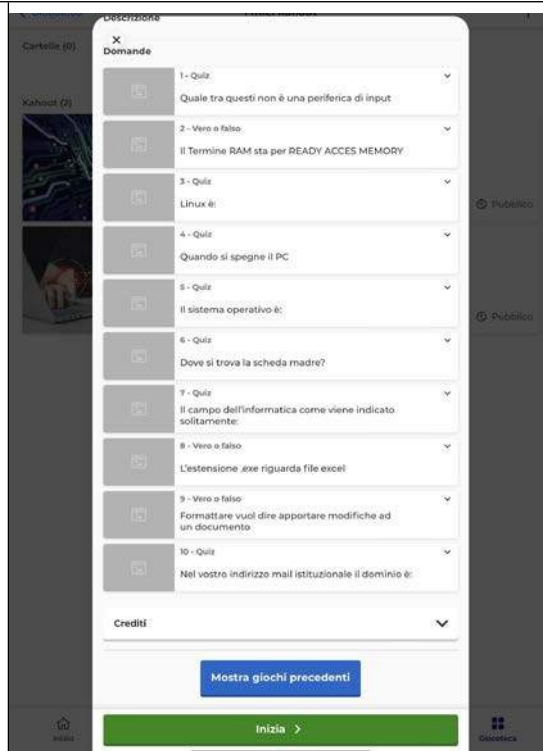 Descrizione
Cartelle (0)
Domande
1 - Quiz
Quale tra questi non è una periferica di input
Kahoot (2)
2 - Vero o falso
Il Termine RAM sta per READY ACCES MEMORY
3 - Quiz
Linux è:
Pubblico
4 - Quiz
Quando si spegne il PC
5 - Quiz
Il sistema operativo è:
Pubblico
6 - Quiz
Dove si trova la scheda madre?
7 - Quiz
Il campo dell'informatica come viene indicato
solitamente:
8 - Vero o falso
L'estensione .exe riguarda file excel
9 - Vero o falso
Formattare vuol dire apportare modifiche ad
un documento
10 - Quiz
Nel vostro indirizzo mail istituzionale il dominio è:
Crediti
Mostra giochi precedenti
Inizia >
Inizio
Giocoteca